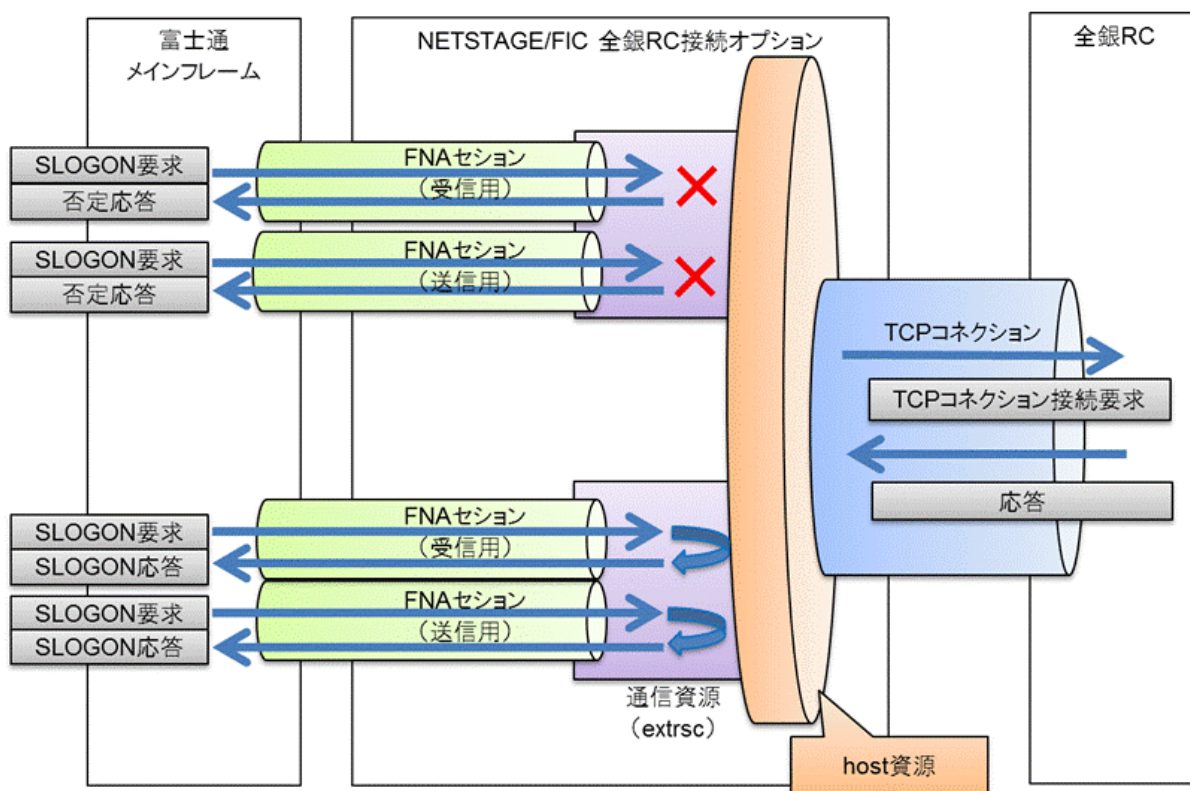 富士通
メインフレーム
NETSTAGE/FIC 全銀RC接続オプション
全銀RC
SLOGON要求
否定応答
FNAセション
（受信用）
SLOGON要求
否定応答
FNAセション
（送信用）
TCPコネクション
TCPコネクション接続要求
応答
SLOGON要求
SLOGON応答
FNAセション
（受信用）
SLOGON要求
SLOGON応答
FNAセション
（送信用）
通信資源
（extrsc）
host資源